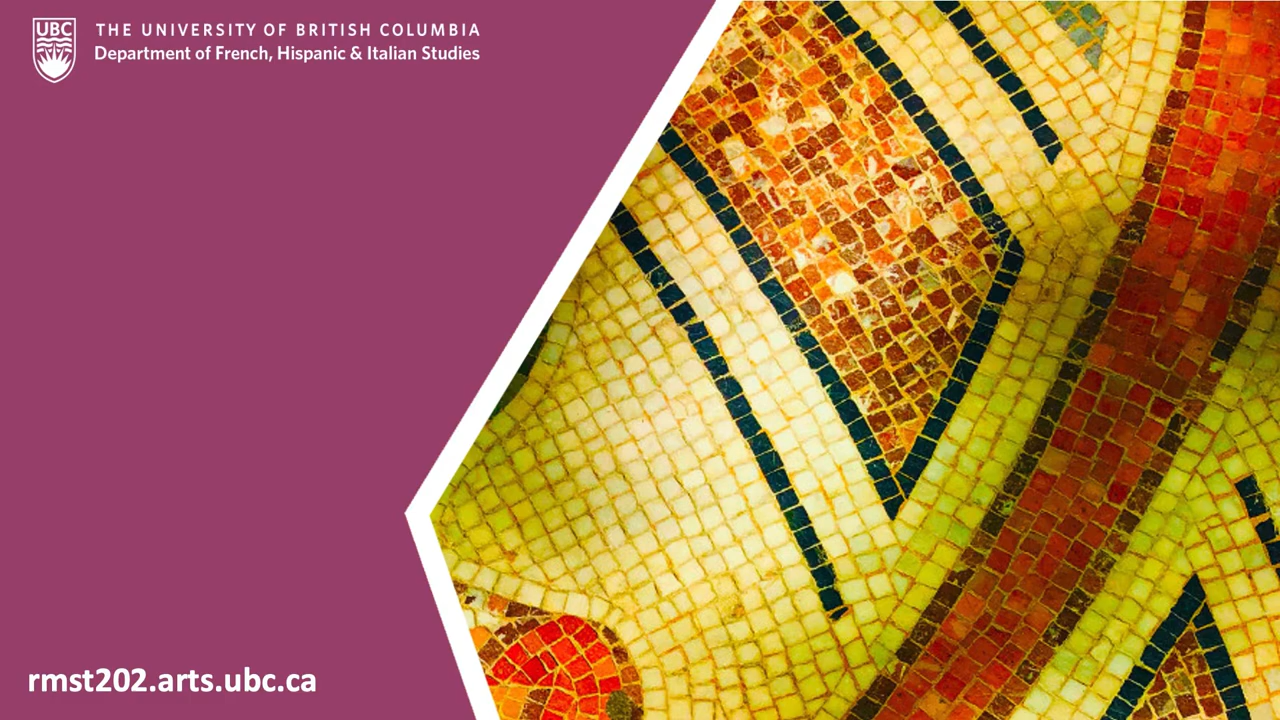 UBC
THE UNIVERSITY OF BRITISH COLUMBIA
Department of French, Hispanic & Italian Studies
rmst202.arts.ubc.ca